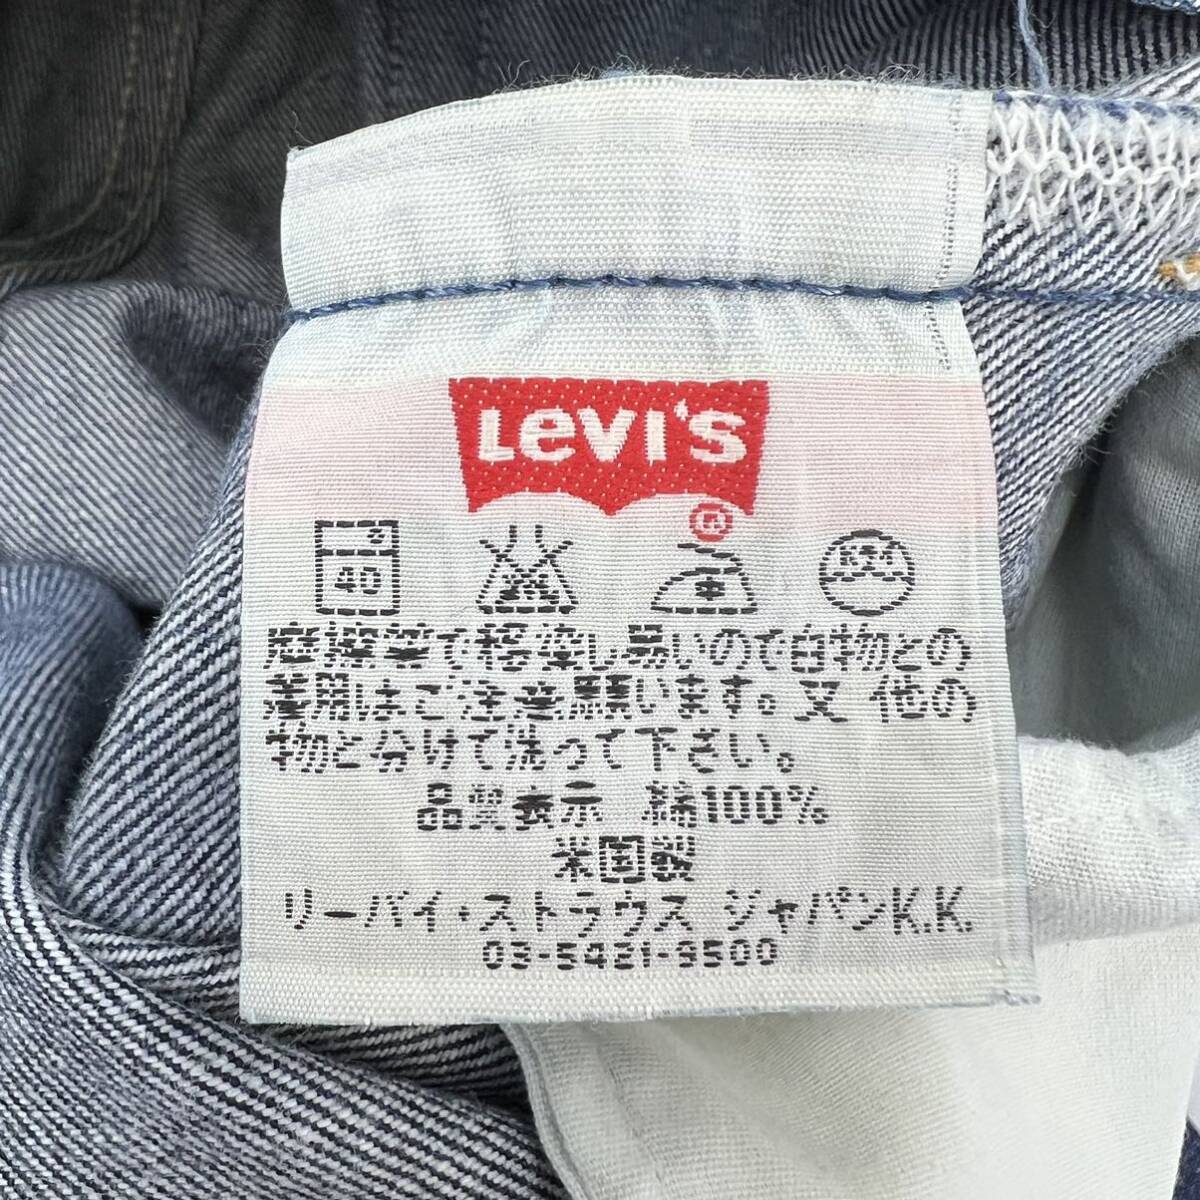 Levi's
®
40 中
摩擦等で移染し易いので白物との
着用はご注意願います。又 他の
物と分けて洗って下さい。
品質表示 綿100%
米国製
リーバイ・ストラウス ジャパンK.K.
03-5421-9500